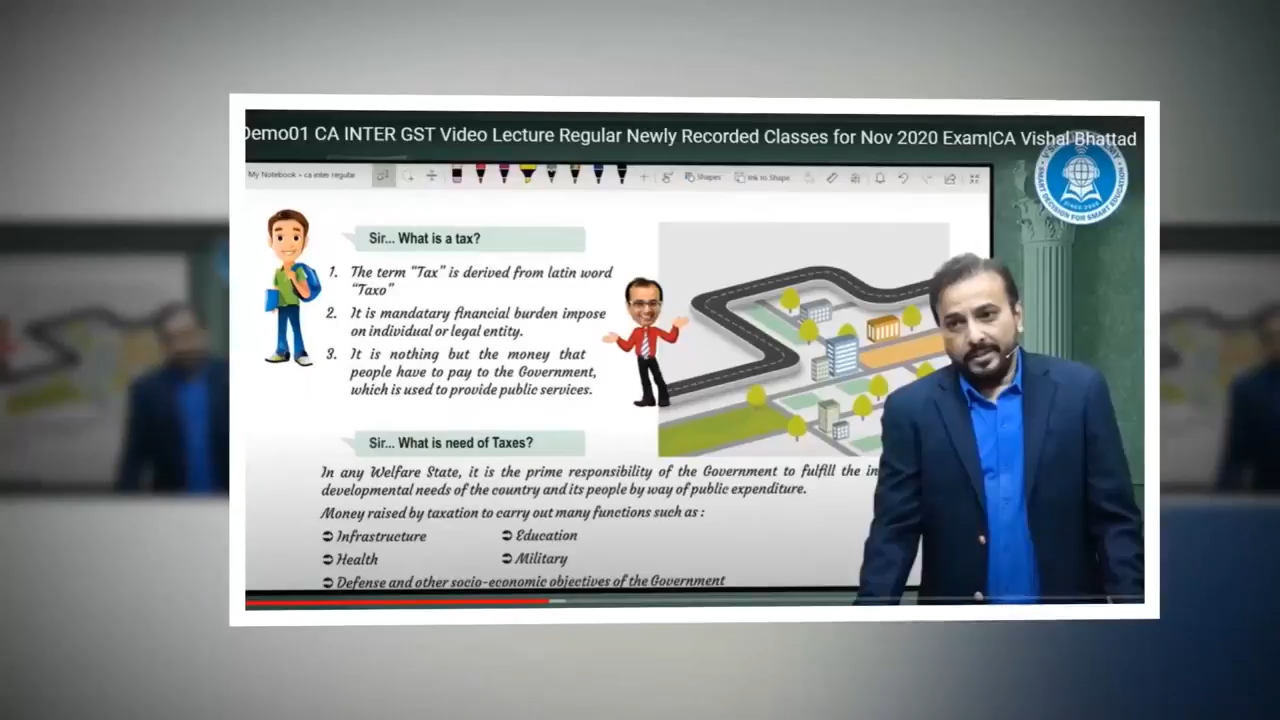 Demo01 CA INTER GST Video Lecture Regular Newly Recorded Classes for Nov 2020 Exam|CA Vishal Bhattad
My Notebook > ca inter regular
Shapes
Ink to Shape
SMART DECISION FOR SMART EDUCATION
Sir... What is a tax?
1. The term "Tax" is derived from latin word
"Taxo"
2. It is mandatary financial burden impose
on individual or legal entity.
3. It is nothing but the money that
people have to pay to the Government,
which is used to provide public services.
Sir... What is need of Taxes?
In any Welfare State, it is the prime responsibility of the Government to fulfill the in
developmental needs of the country and its people by way of public expenditure.
Money raised by taxation to carry out many functions such as :
➲ Infrastructure ➲ Education
➲ Health ➲ Military
➲ Defense and other socio-economic objectives of the Government